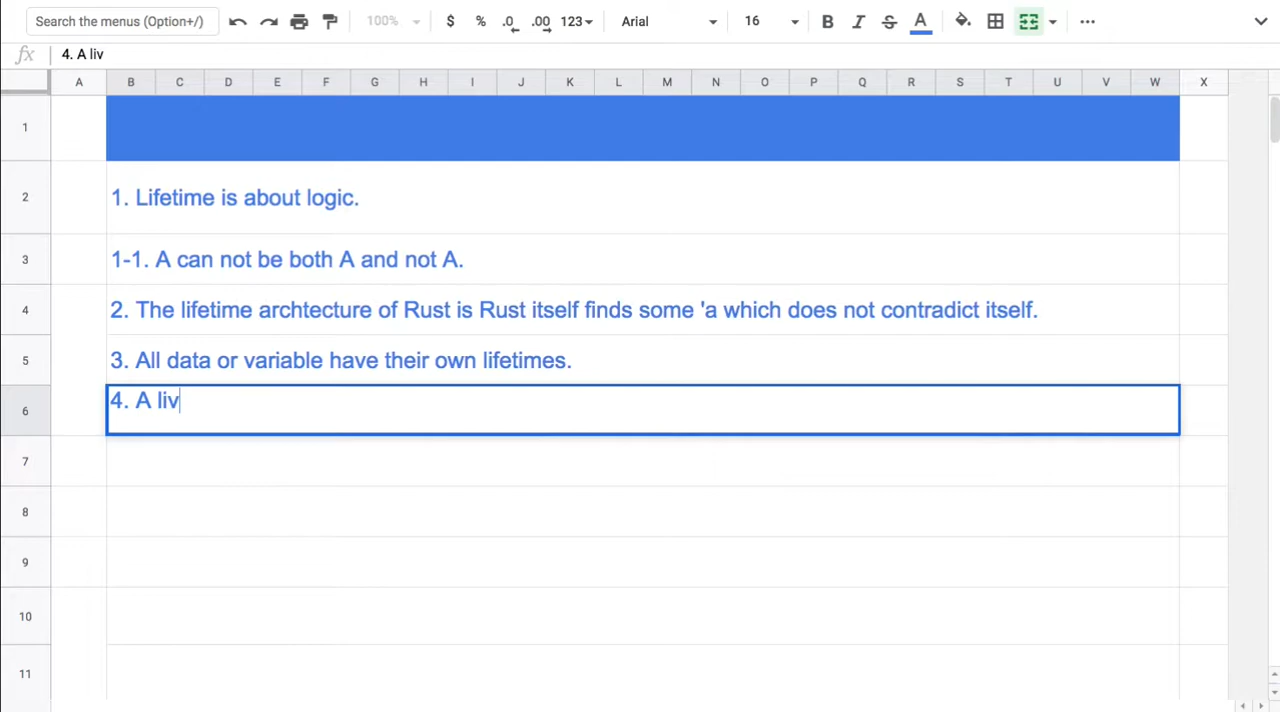 Search the menus (Option+/) 100% $ % .0 .00 123 Arial 16 B I S A
fx 4. A liv
A B C D E F G H I J K L M N O P Q R S T U V W X
1
2 1. Lifetime is about logic.
3 1-1. A can not be both A and not A.
4 2. The lifetime archtecture of Rust is Rust itself finds some 'a which does not contradict itself.
5 3. All data or variable have their own lifetimes.
6 4. A liv
7
8
9
10
11